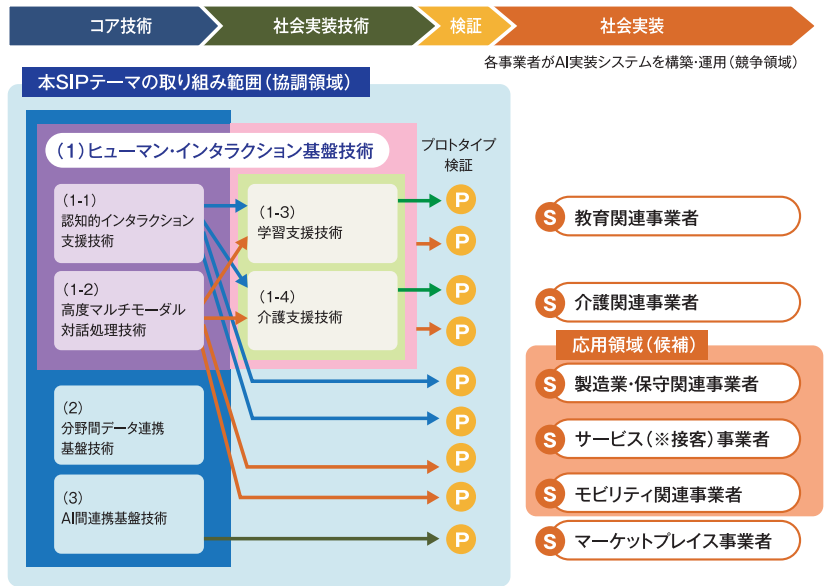 コア技術
社会実装技術
検証
社会実装
各事業者がAI実装システムを構築・運用(競争領域)
本SIPテーマの取り組み範囲(協調領域)
(1)ヒューマン・インタラクション基盤技術
プロトタイプ
検証
(1-1)
認知的インタラクション
支援技術
(1-2)
高度マルチモーダル
対話処理技術
(1-3)
学習支援技術
(1-4)
介護支援技術
(2)
分野間データ連携
基盤技術
(3)
AI間連携基盤技術
P
P
P
P
P
P
P
P
P
S 教育関連事業者
S 介護関連事業者
応用領域(候補)
S 製造業・保守関連事業者
S サービス(※接客)事業者
S モビリティ関連事業者
S マーケットプレイス事業者